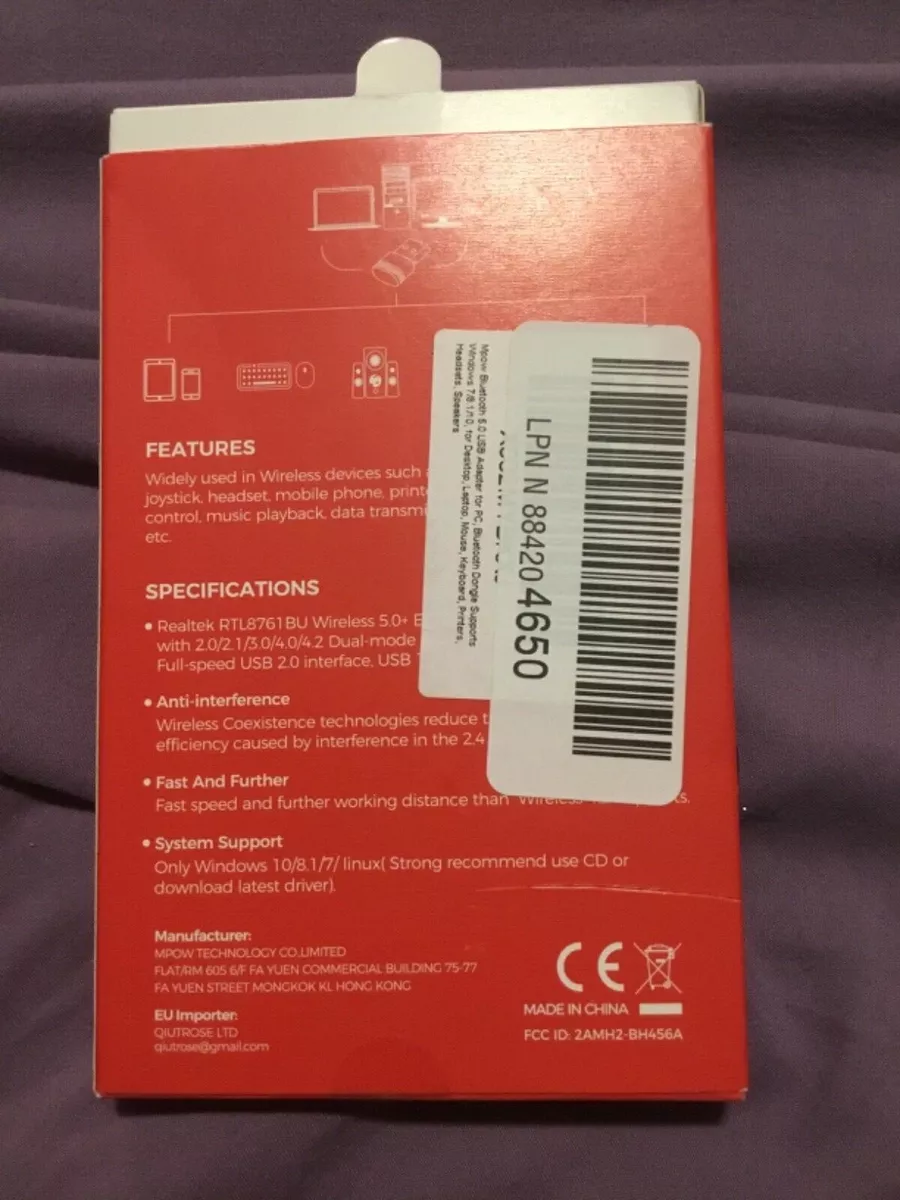 FEATURES
Widely used in Wireless devices such
joystick, headset, mobile phone, print
control, music playback, data transm
etc.
SPECIFICATIONS
• Realtek RTL8761BU Wireless 5.0+ E
with 2.0/2.1/3.0/4.0/4.2 Dual-mode
Full-speed USB 2.0 interface, USB
• Anti-interference
Wireless Coexistence technologies reduce t
efficiency caused by interference in the 2.4
• Fast And Further
Fast speed and further working distance than
• System Support
Only Windows 10/8.1/7/ linux( Strong recommend use CD or
download latest driver).
Manufacturer:
MPOW TECHNOLOGY CO.,LIMITED
FLAT/RM 605 6/F FA YUEN COMMERCIAL BUILDING 75-77
FA YUEN STREET MONGKOK KL HONG KONG
EU Importer:
QIUTROSE LTD
qiutrose@gmail.com
CE
MADE IN CHINA
FCC ID: 2AMH2-BH456A
Mpow Bluetooth 5.0 USB Adapter for PC, Bluetooth Dongle Supports
Windows 7/8.1/10, for Desktop, Laptop, Mouse, Keyboard, Printers,
Headsets, Speakers
LPN N 88420 4650